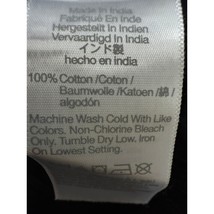 Made in India
Fabriqué En Inde
Hergestellt in Indien
Vervaardigd in India
インド製
hecho en india
100% Cotton /Coton /
Baumwolle /Katoen /綿 /
algodón
Machine Wash Cold With Like
Colors. Non-Chlorine Bleach
Only. Tumble Dry Low. Iron
On Lowest Setting.